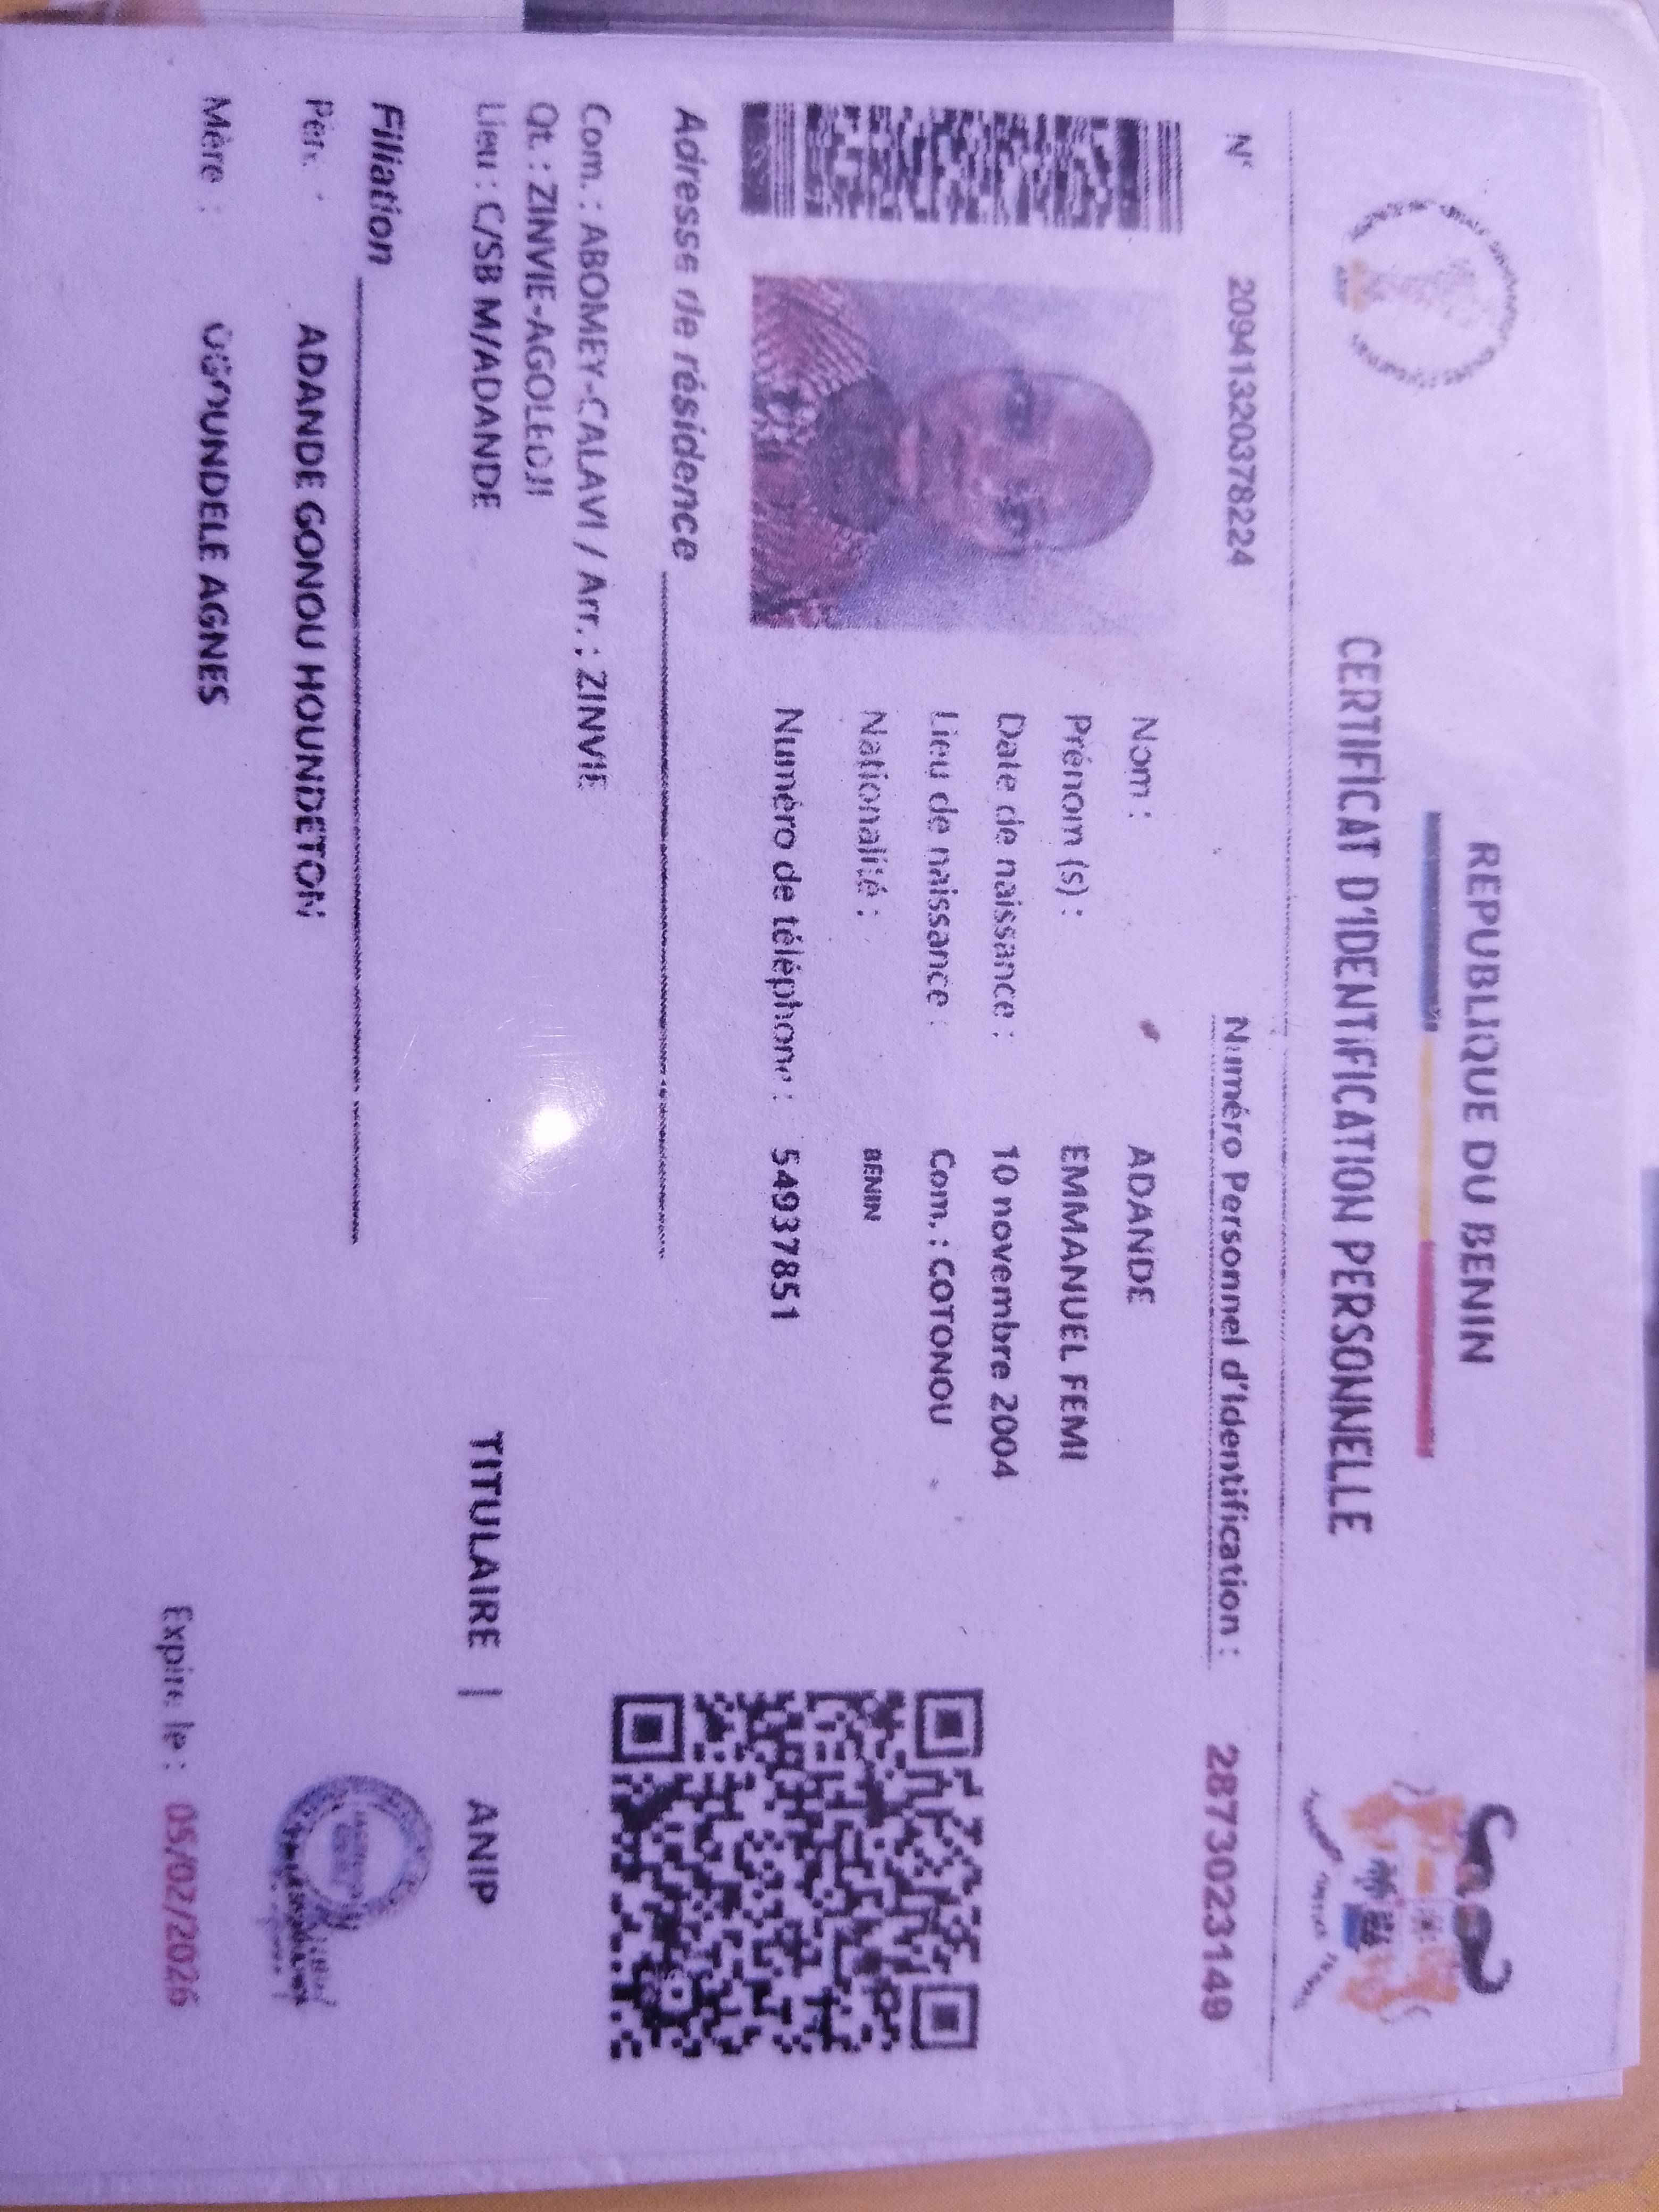 REPUBLIQUE DU BENIN
CERTIFICAT D'IDENTIFICATION PERSONNELLE
N° 20941320378224
Numéro Personnel d'Identification : 2873023149
Nom : ADANDE
Prénom (s) : EMMANUEL FEMI
Date de naissance : 10 novembre 2004
Lieu de naissance : Com. : COTONOU
Nationalité : BENIN
Numéro de téléphone : 54937851
Adresse de résidence
Com. : ABOMEY-CALAVI / Arr. : ZINVIE
Qt. : ZINVIE-AGOLEDJI
Lieu : C/SB M/ADANDE
TITULAIRE | ANIP
Filiation
Père : ADANDE GONOU HOUNDETON
Mère : OGOUNDELE AGNES
Expire le : 05/02/2026